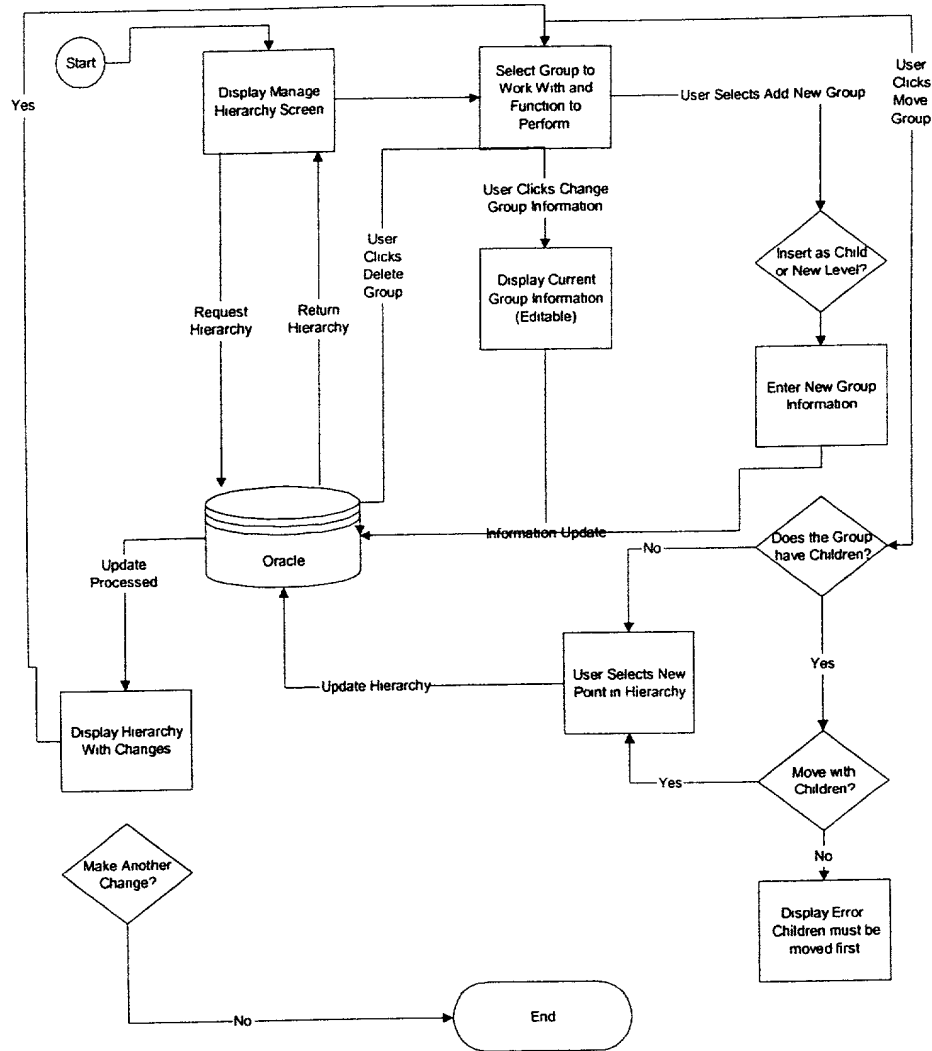 Start
Yes
Display Manage
Hierarchy Screen
Select Group to
Work With and
Function to
Perform
User Selects Add New Group
User
Clicks
Move
Group
User Clicks Change
Group Information
User
Clicks
Delete
Group
Insert as Child
or New Level?
Display Current
Group Information
(Editable)
Request
Hierarchy
Return
Hierarchy
Enter New Group
Information
Information Update
Oracle
Does the Group
have Children?
No
Update
Processed
Yes
User Selects New
Point in Hierarchy
Update Hierarchy
Display Hierarchy
With Changes
Move with
Children?
Yes
No
Make Another
Change?
Display Error
Children must be
moved first
No
End